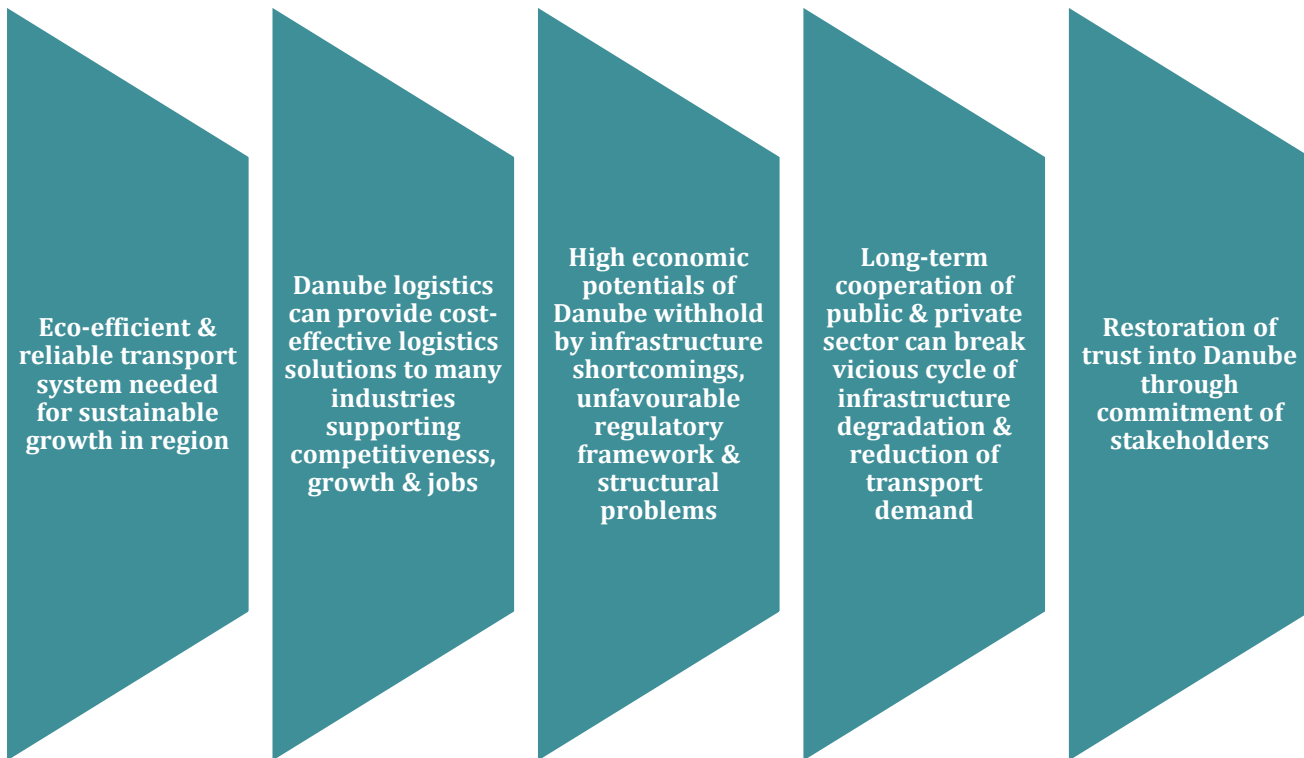 Eco-efficient &
reliable transport
system needed
for sustainable
growth in region
Danube logistics
can provide cost-
effective logistics
solutions to many
industries
supporting
competitiveness,
growth & jobs
High economic
potentials of
Danube withhold
by infrastructure
shortcomings,
unfavourable
regulatory
framework &
structural
problems
Long-term
cooperation of
public & private
sector can break
vicious cycle of
infrastructure
degradation &
reduction of
transport
demand
Restoration of
trust into Danube
through
commitment of
stakeholders